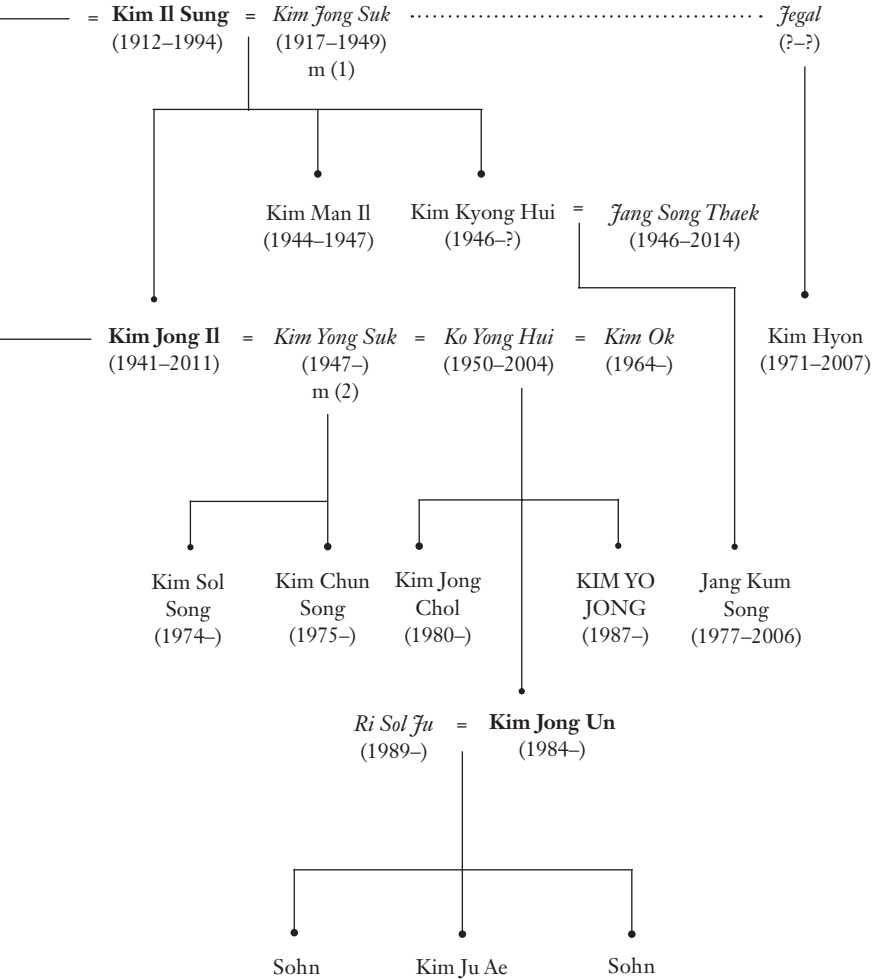 = Kim Il Sung = Kim Jong Suk Jegal
(1912–1994) (1917–1949) (?–?)
m (1)
Kim Man Il Kim Kyong Hui = Jang Song Thaek
(1944–1947) (1946–?) (1946–2014)
Kim Jong Il = Kim Yong Suk = Ko Yong Hui = Kim Ok Kim Hyon
(1941–2011) (1947–) (1950–2004) (1964–) (1971–2007)
m (2)
Kim Sol Kim Chun Kim Jong KIM YO Jang Kum
Song Song Chol JONG Song
(1974–) (1975–) (1980–) (1987–) (1977–2006)
Ri Sol Ju = Kim Jong Un
(1989–) (1984–)
Sohn Kim Ju Ae Sohn